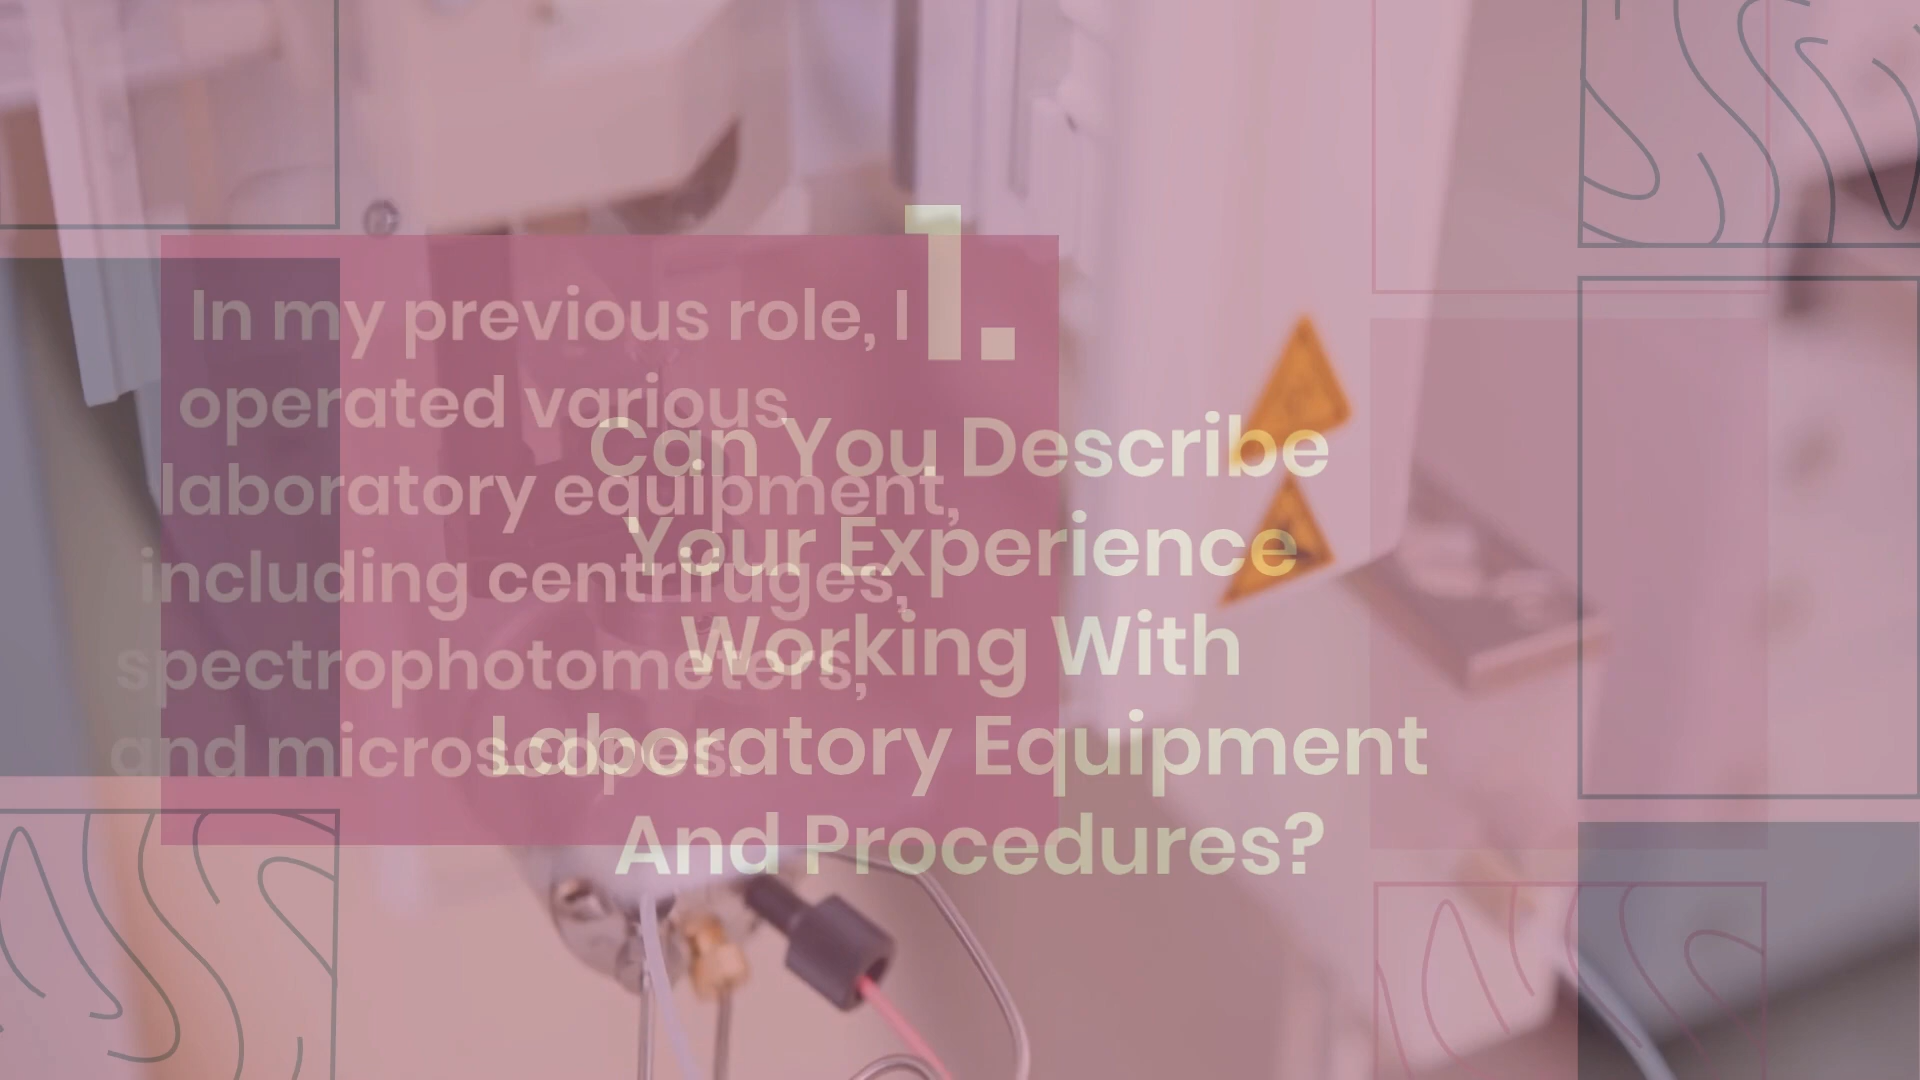 1.
Can You Describe
Your Experience
Working With
Laboratory Equipment
And Procedures?
In my previous role, I
operated various
laboratory equipment,
including centrifuges,
spectrophotometers,
and microscopes.